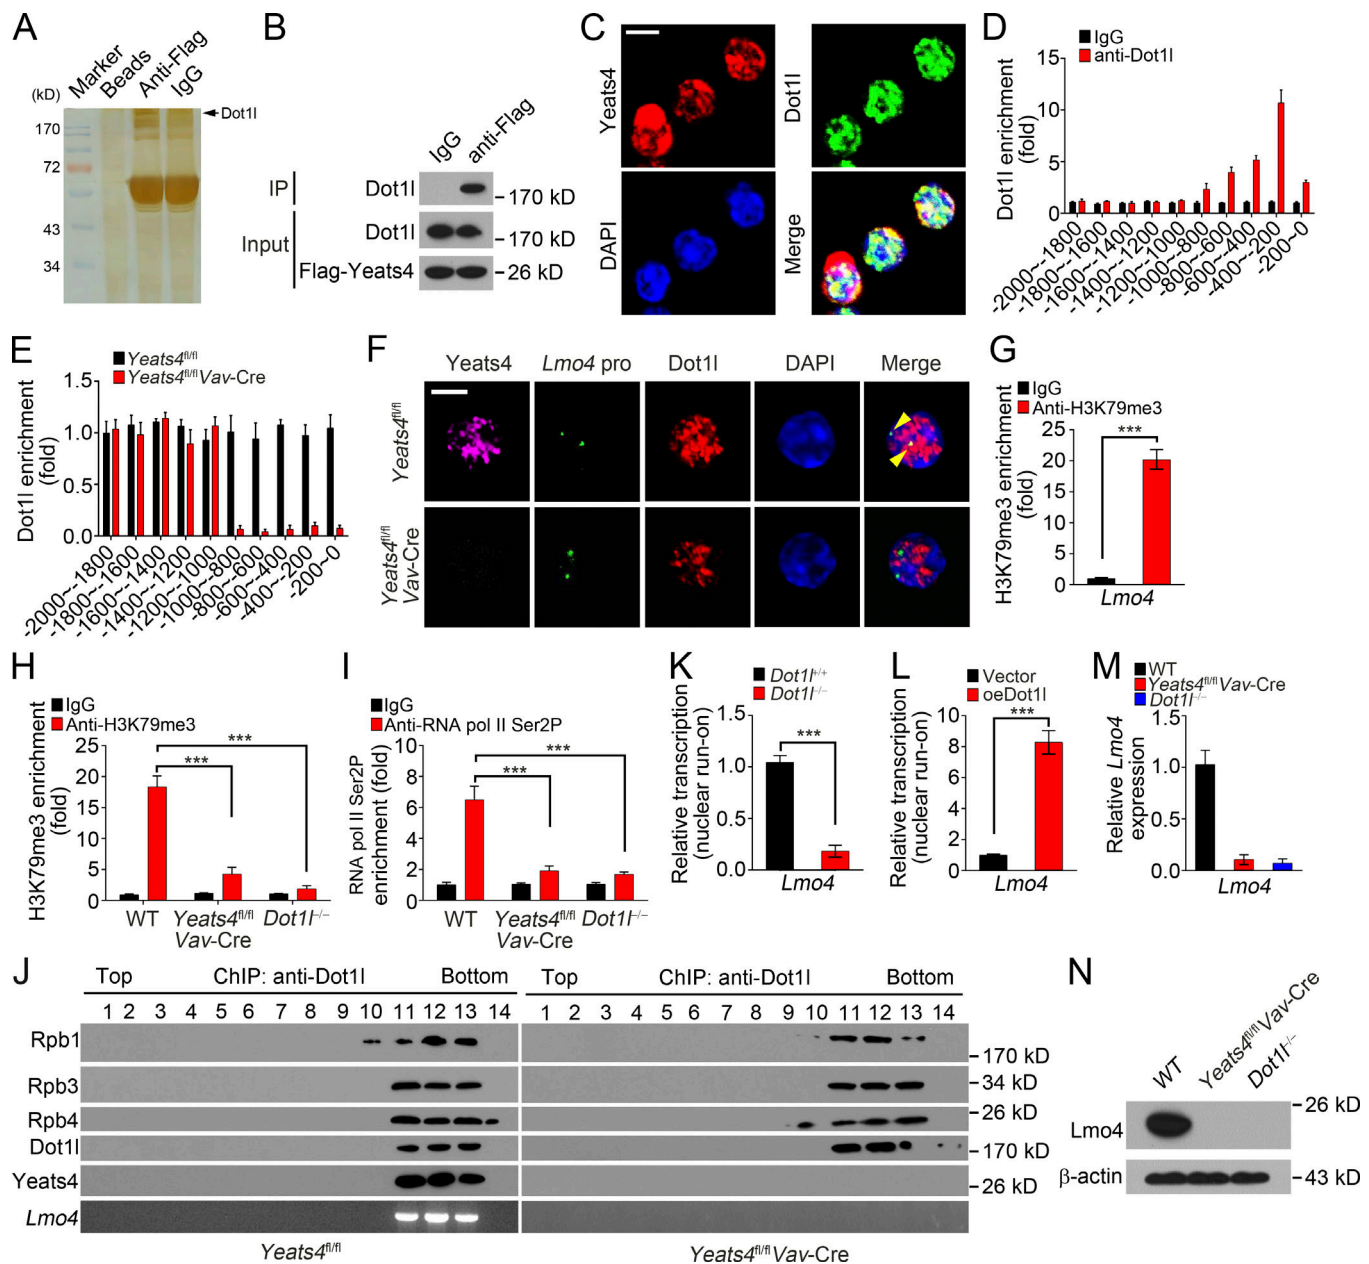 A
Marker
Beads
Anti-Flag
IgG
(kD)
Dot1l
170
72
55
43
34
B
IgG
anti-Flag
IP
Dot1l
170 kD
Input
Dot1l
170 kD
Flag-Yeats4
26 kD
C
Yeats4
Dot1l
DAPI
Merge
D
IgG
anti-Dot1l
Dot1l enrichment
(fold)
15
10
5
0
-2000~-1800
-1800~-1600
-1600~-1400
-1400~-1200
-1200~-1000
-1000~-800
-800~-600
-600~-400
-400~-200
-200~0
E
Yeats4fl/fl
Yeats4fl/fl Vav-Cre
Dot1l enrichment
(fold)
1.5
1.0
0.5
0.0
-2000~-1800
-1800~-1600
-1600~-1400
-1400~-1200
-1200~-1000
-1000~-800
-800~-600
-600~-400
-400~-200
-200~0
F
Yeats4
Lmo4 pro
Dot1l
DAPI
Merge
Yeats4fl/fl
Yeats4fl/fl
Vav-Cre
G
IgG
Anti-H3K79me3
H3K79me3 enrichment
(fold)
25
20
15
10
5
0
***
Lmo4
H
IgG
Anti-H3K79me3
H3K79me3 enrichment
(fold)
25
20
15
10
5
0
***
***
WT
Yeats4fl/fl
Vav-Cre
Dot1l–/–
I
IgG
Anti-RNA pol II Ser2P
RNA pol II Ser2P
enrichment (fold)
10
8
6
4
2
0
***
***
WT
Yeats4fl/fl
Vav-Cre
Dot1l–/–
K
Dot1l+/+
Dot1l–/–
Relative transcription
(nuclear run-on)
1.5
1.0
0.5
0.0
***
Lmo4
L
Vector
oeDot1l
Relative transcription
(nuclear run-on)
10
8
6
4
2
0
***
Lmo4
M
WT
Yeats4fl/fl Vav-Cre
Dot1l–/–
Relative Lmo4
expression
1.5
1.0
0.5
0.0
Lmo4
J
Top ChIP: anti-Dot1l Bottom
Top ChIP: anti-Dot1l Bottom
1 2 3 4 5 6 7 8 9 10 11 12 13 14
1 2 3 4 5 6 7 8 9 10 11 12 13 14
Rpb1
170 kD
Rpb3
34 kD
Rpb4
26 kD
Dot1l
170 kD
Yeats4
26 kD
Lmo4
Yeats4fl/fl
Yeats4fl/fl Vav-Cre
N
WT
Yeats4fl/fl Vav-Cre
Dot1l–/–
Lmo4
26 kD
β-actin
43 kD